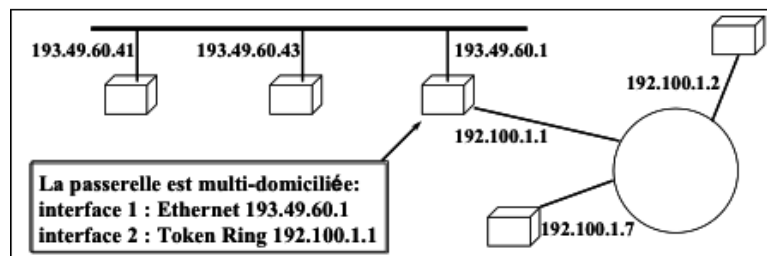 193.49.60.41
193.49.60.43
193.49.60.1
192.100.1.2
192.100.1.1
La passerelle est multi-domiciliée:
interface 1 : Ethernet 193.49.60.1
interface 2 : Token Ring 192.100.1.1
192.100.1.7